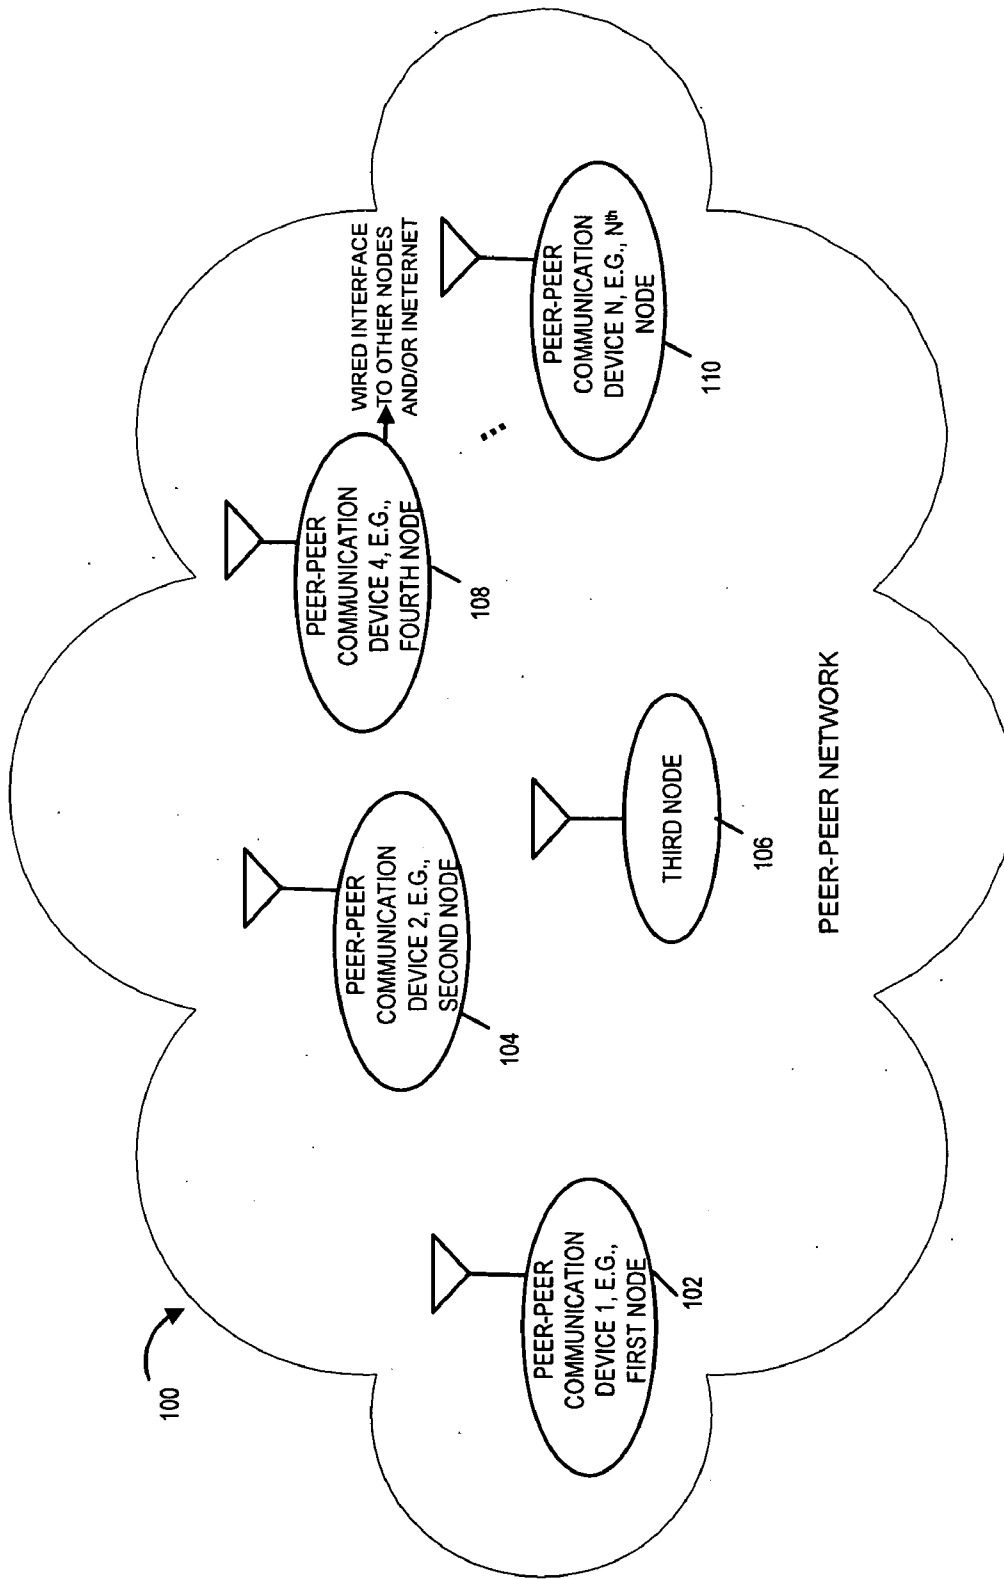 100
PEER-PEER
COMMUNICATION
DEVICE 1, E.G.,
FIRST NODE
102
PEER-PEER
COMMUNICATION
DEVICE 2, E.G.,
SECOND NODE
104
THIRD NODE
106
PEER-PEER
COMMUNICATION
DEVICE 4, E.G.,
FOURTH NODE
108
WIRED INTERFACE
TO OTHER NODES
AND/OR INETERNET
...
PEER-PEER
COMMUNICATION
DEVICE N, E.G., Nth
NODE
110
PEER-PEER NETWORK